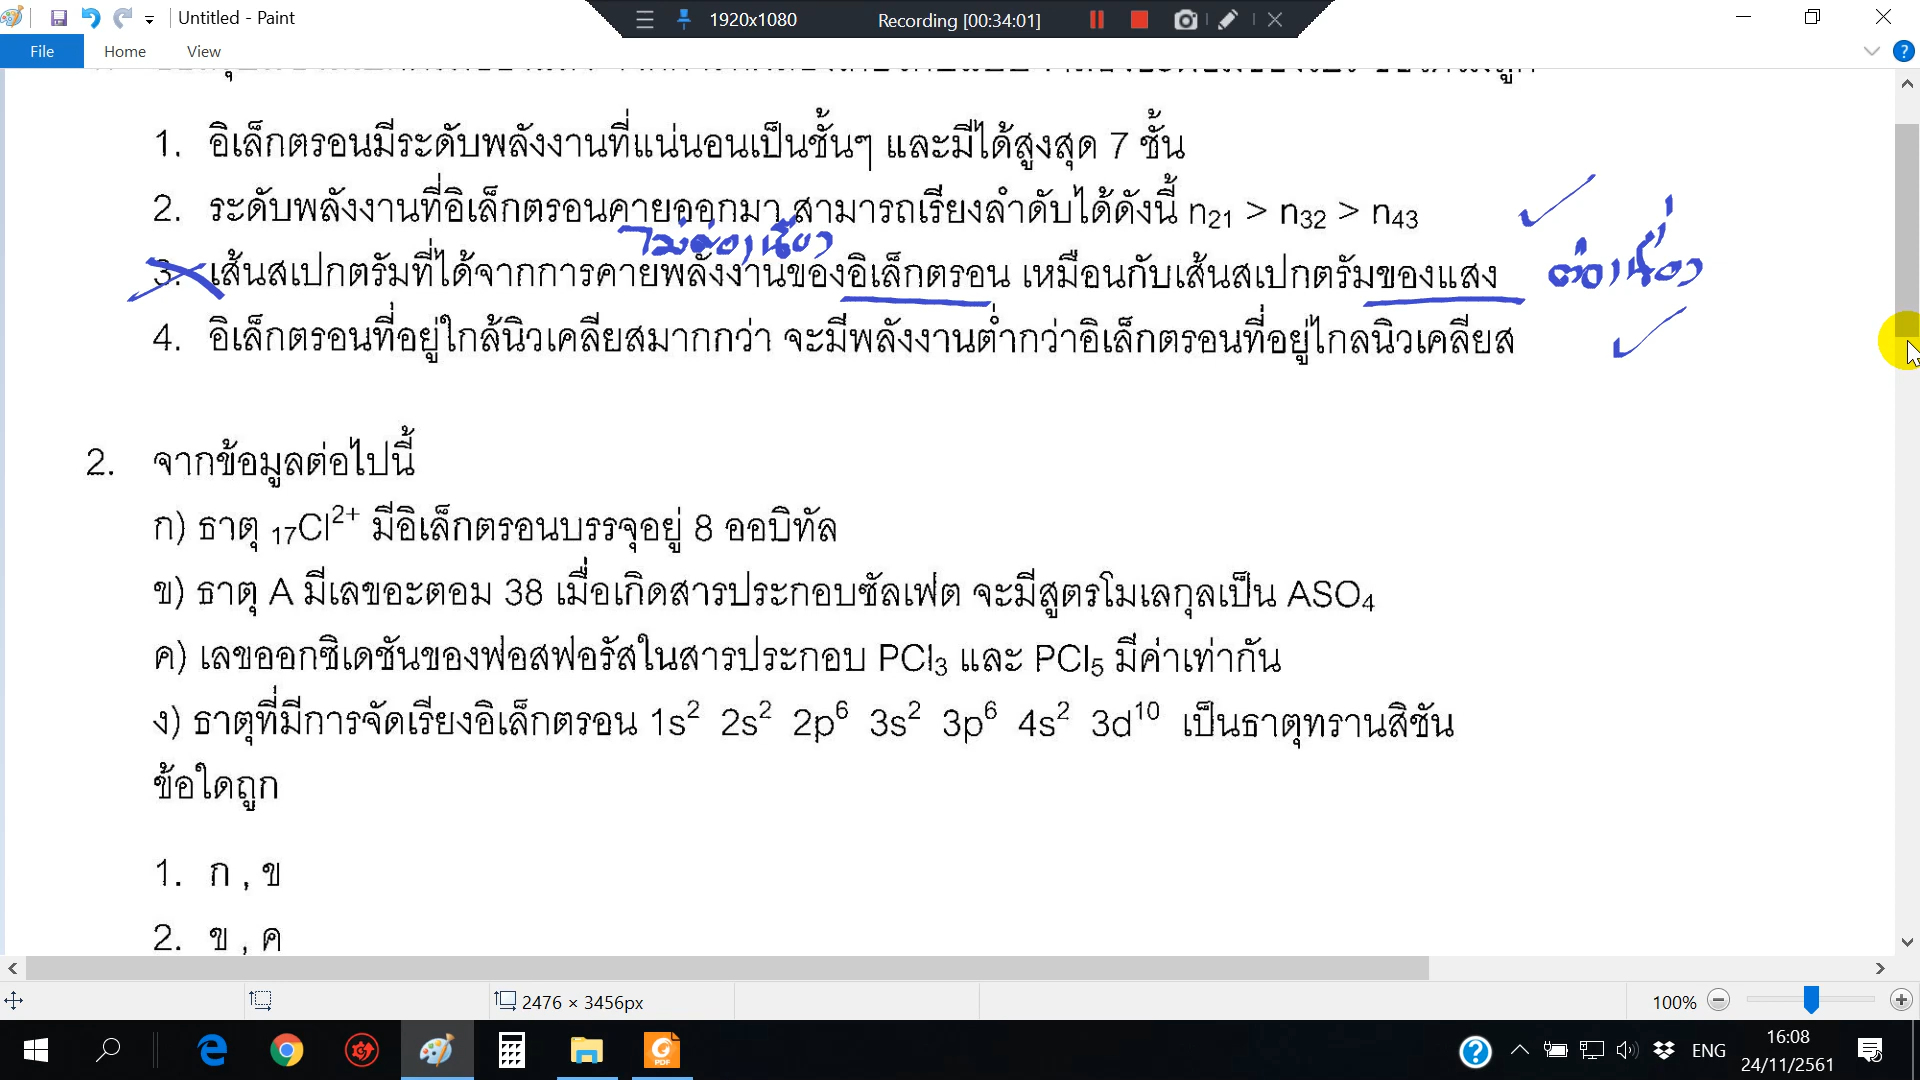 Untitled - Paint
1920x1080
Recording [00:34:01]
File
Home
View
1. อิเล็กตรอนมีระดับพลังงานที่แน่นอนเป็นชั้นๆ และมีได้สูงสุด 7 ชั้น
2. ระดับพลังงานที่อิเล็กตรอนคายออกมา สามารถเรียงลำดับได้ดังนี้ n21 > n32 > n43
ไม่ต่อเนื่อง
3. เส้นสเปกตรัมที่ได้จากการคายพลังงานของอิเล็กตรอน เหมือนกับเส้นสเปกตรัมของแสง
ต่อเนื่อง
4. อิเล็กตรอนที่อยู่ใกล้นิวเคลียสมากกว่า จะมีพลังงานต่ำกว่าอิเล็กตรอนที่อยู่ไกลนิวเคลียส
2. จากข้อมูลต่อไปนี้
ก) ธาตุ 17Cl2+ มีอิเล็กตรอนบรรจุอยู่ 8 ออบิทัล
ข) ธาตุ A มีเลขอะตอม 38 เมื่อเกิดสารประกอบซัลเฟต จะมีสูตรโมเลกุลเป็น ASO4
ค) เลขออกซิเดชันของฟอสฟอรัสในสารประกอบ PCl3 และ PCl5 มีค่าเท่ากัน
ง) ธาตุที่มีการจัดเรียงอิเล็กตรอน 1s2 2s2 2p6 3s2 3p6 4s2 3d10 เป็นธาตุทรานสิชัน
ข้อใดถูก
1. ก , ข
2. ข , ค
2476 × 3456px
100%
PDF
ENG
16:08
24/11/2561